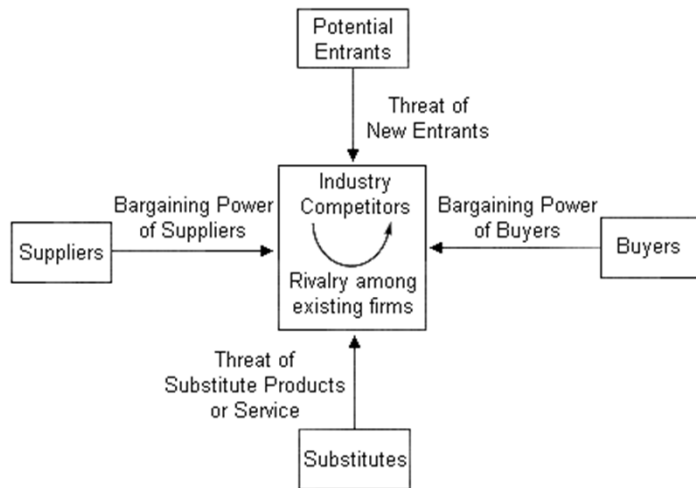 Potential
Entrants
Threat of
New Entrants
Industry
Competitors
Bargaining Power
of Suppliers
Bargaining Power
of Buyers
Suppliers
Buyers
Rivalry among
existing firms
Threat of
Substitute Products
or Service
Substitutes